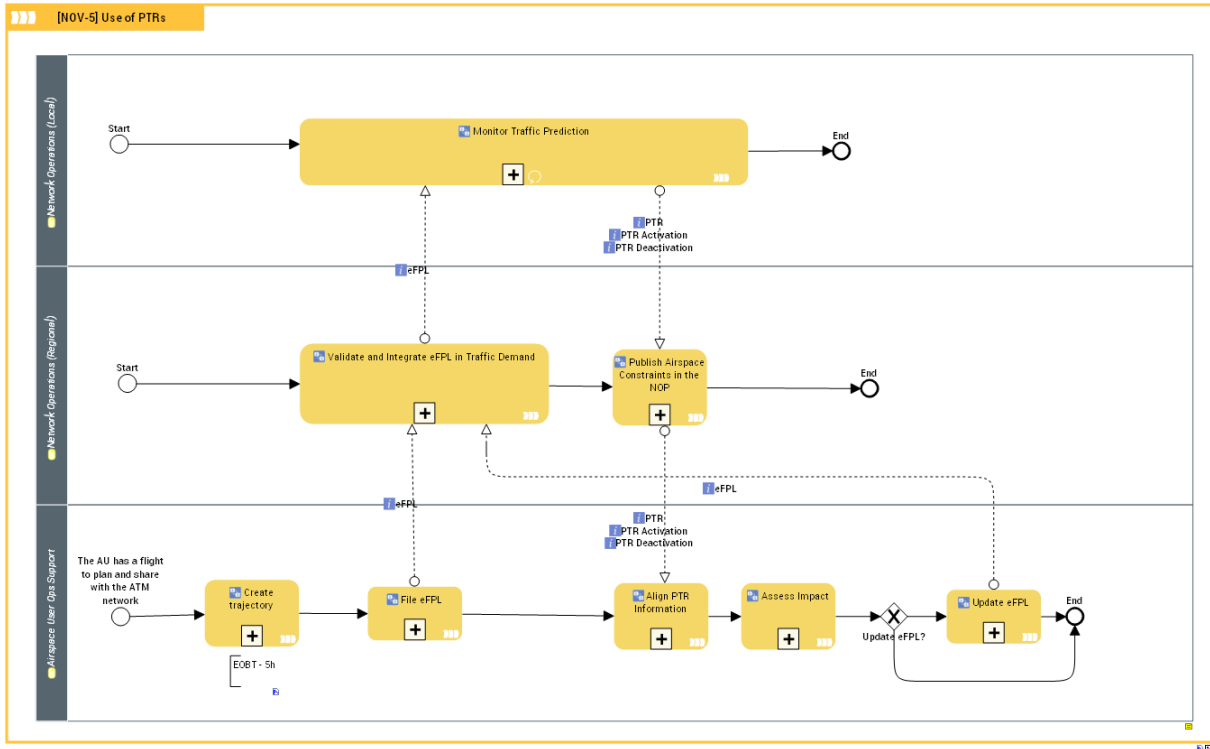 [NOV-5] Use of PTRs
Network Operations (Local)
Start
Monitor Traffic Prediction
End
PTR
PTR Activation
PTR Deactivation
eFPL
Network Operations (Regional)
Start
Validate and Integrate eFPL in Traffic Demand
Publish Airspace
Constraints in the
NOP
End
eFPL
eFPL
PTR
PTR Activation
PTR Deactivation
Airspace User Ops Support
The AU has a flight
to plan and share
with the ATM
network
Create
trajectory
File eFPL
Align PTR
Information
Assess Impact
X
Update eFPL?
Update eFPL
End
EOBT - 5h